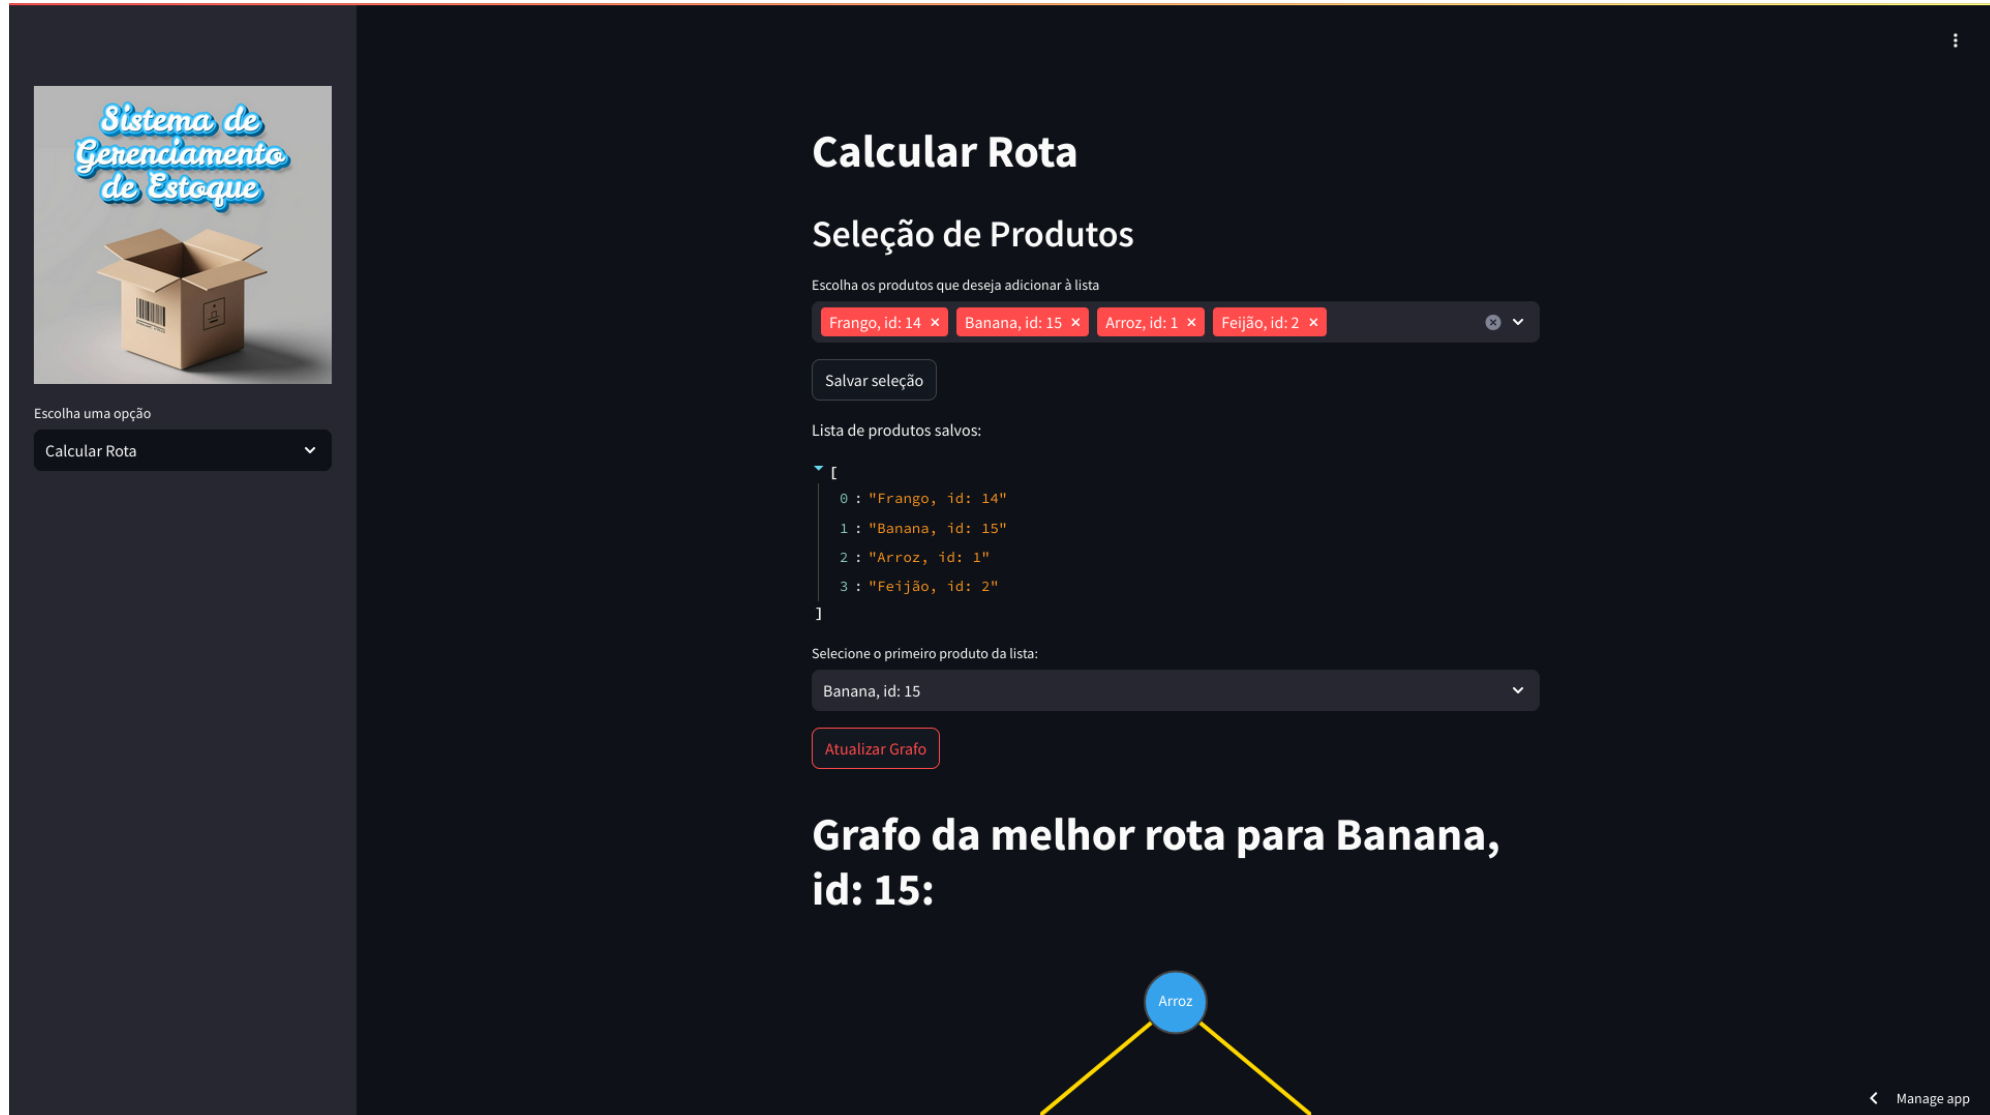 Sistema de
Gerenciamento
de Estoque
Escolha uma opção
Calcular Rota
Calcular Rota
Seleção de Produtos
Escolha os produtos que deseja adicionar à lista
Frango, id: 14 × Banana, id: 15 × Arroz, id: 1 × Feijão, id: 2 ×
Salvar seleção
Lista de produtos salvos:
[
0 : "Frango, id: 14"
1 : "Banana, id: 15"
2 : "Arroz, id: 1"
3 : "Feijão, id: 2"
]
Selecione o primeiro produto da lista:
Banana, id: 15
Atualizar Grafo
Grafo da melhor rota para Banana,
id: 15:
Arroz
Manage app